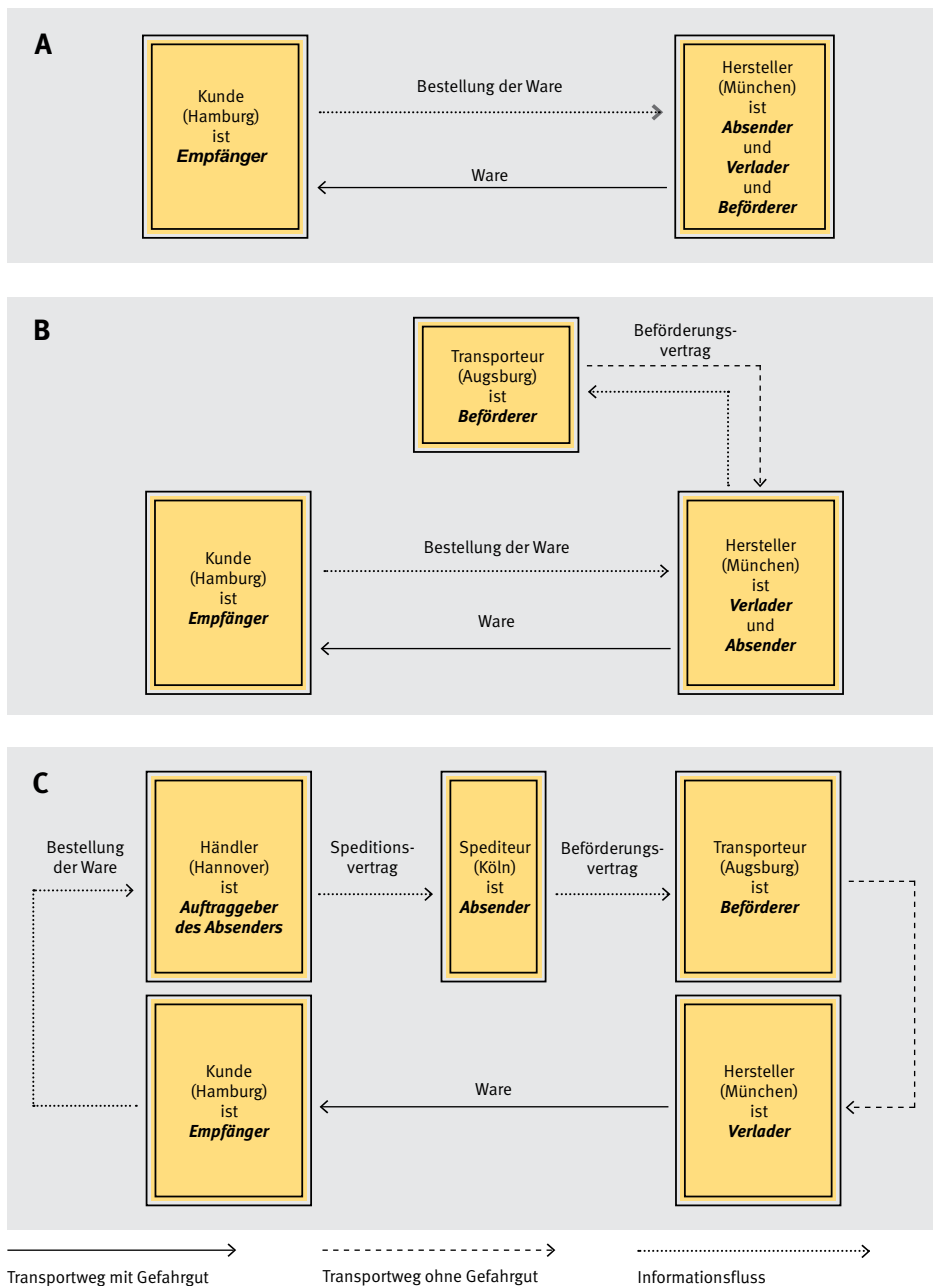 A
Kunde
(Hamburg)
ist
Empfänger
Bestellung der Ware
Ware
Hersteller
(München)
ist
Absender
und
Verlader
und
Beförderer
B
Transporteur
(Augsburg)
ist
Beförderer
Beförderungs-
vertrag
Kunde
(Hamburg)
ist
Empfänger
Bestellung der Ware
Ware
Hersteller
(München)
ist
Verlader
und
Absender
C
Bestellung
der Ware
Händler
(Hannover)
ist
Auftraggeber
des Absenders
Speditions-
vertrag
Spediteur
(Köln)
ist
Absender
Beförderungs-
vertrag
Transporteur
(Augsburg)
ist
Beförderer
Kunde
(Hamburg)
ist
Empfänger
Ware
Hersteller
(München)
ist
Verlader
Transportweg mit Gefahrgut
Transportweg ohne Gefahrgut
Informationsfluss